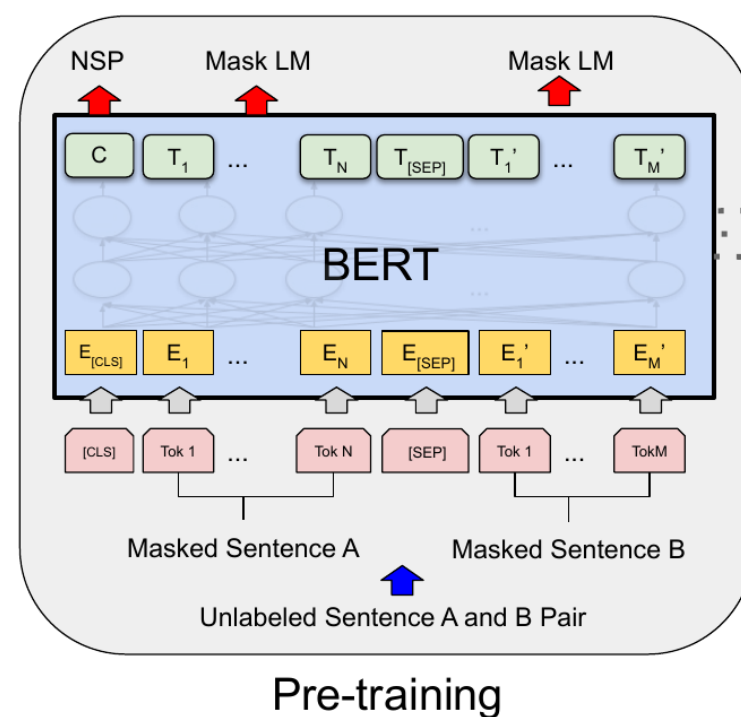 NSP Mask LM Mask LM
C T1 ... TN T[SEP] T1’ ... TM’
...
BERT
...
E[CLS] E1 ... EN E[SEP] E1’ ... EM’
[CLS] Tok 1 ... Tok N [SEP] Tok 1 ... TokM
Masked Sentence A Masked Sentence B
Unlabeled Sentence A and B Pair
Pre-training